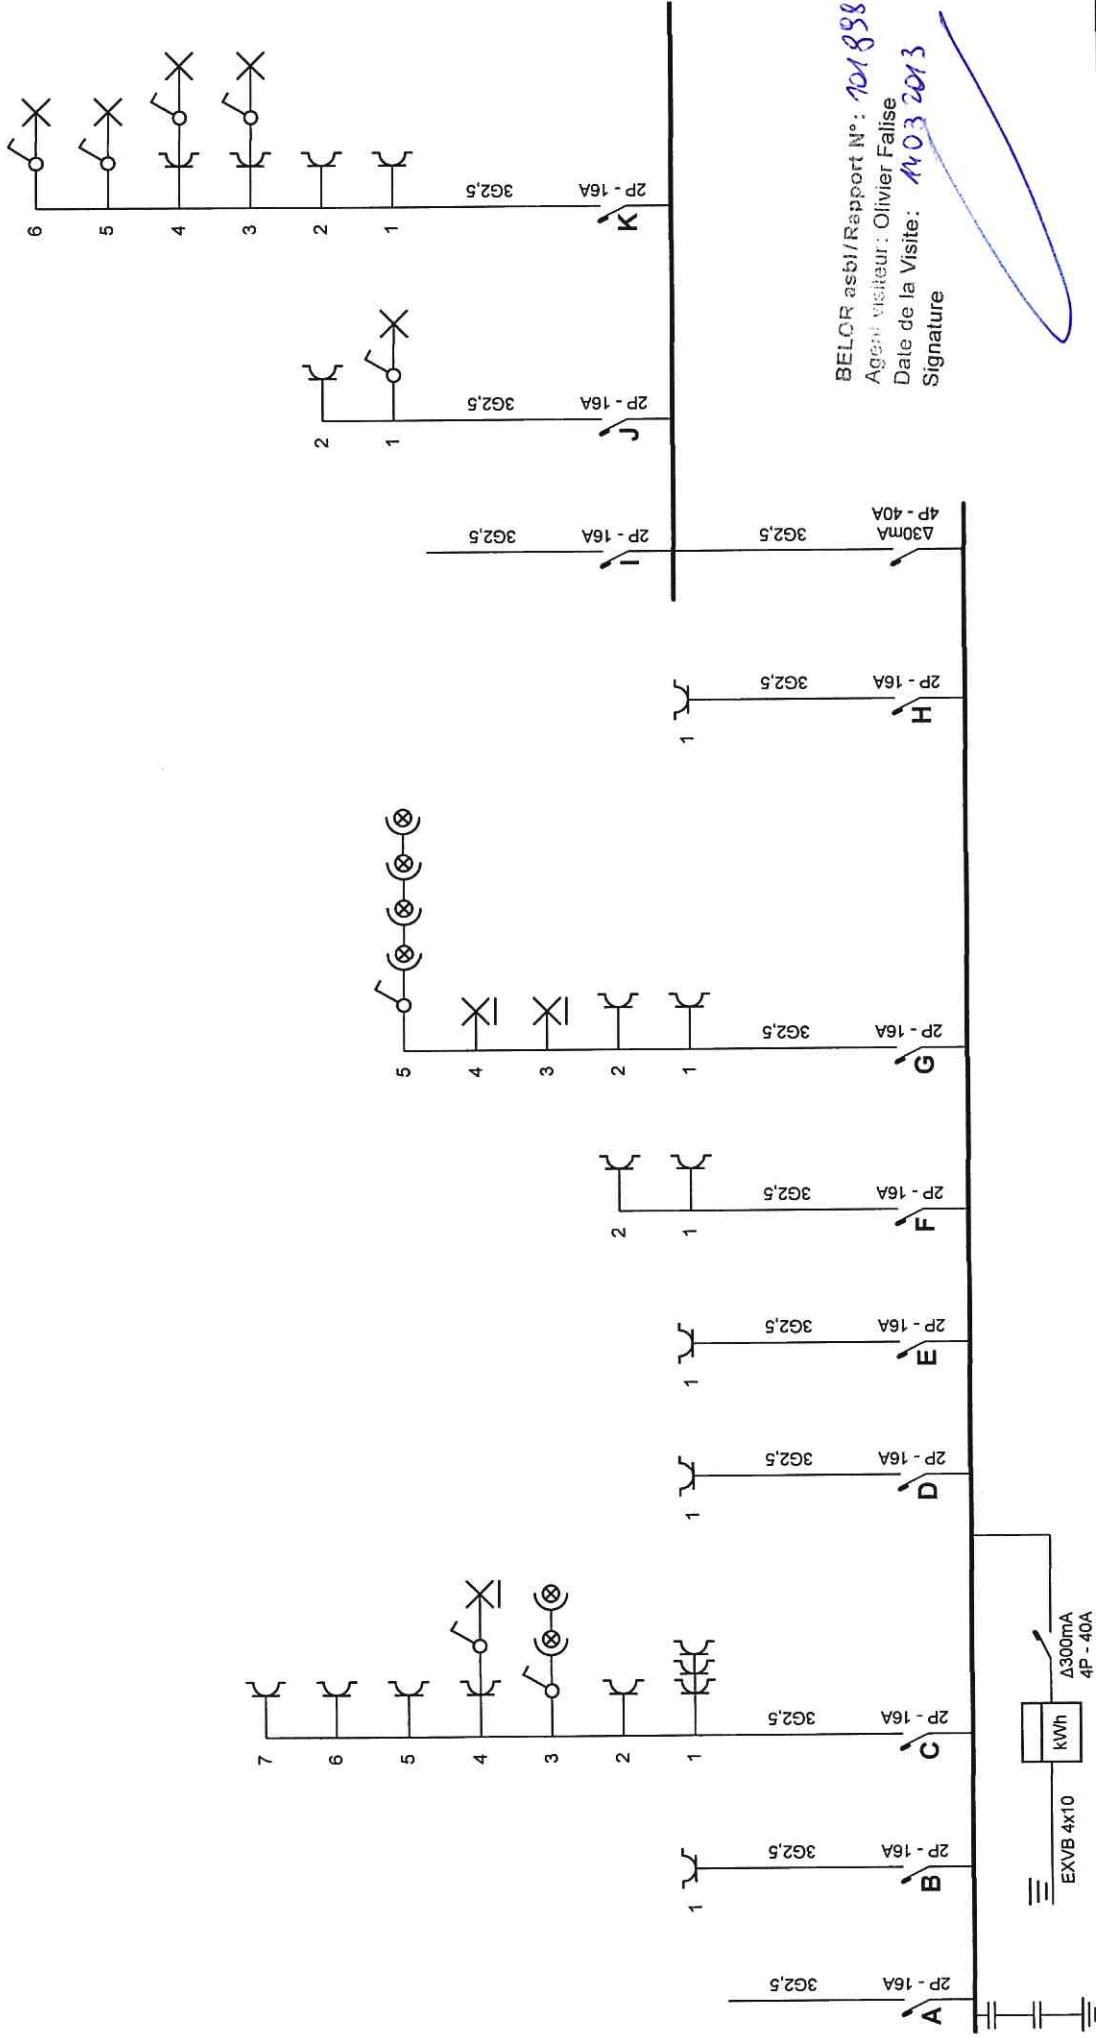 6
5
4
3
2
1
3G2,5
2P - 16A
K
2
1
3G2,5
2P - 16A
J
3G2,5
2P - 16A
I
3G2,5
Δ30mA
4P - 40A
1
3G2,5
2P - 16A
H
5
4
3
2
1
3G2,5
2P - 16A
G
2
1
3G2,5
2P - 16A
F
1
3G2,5
2P - 16A
E
1
3G2,5
2P - 16A
D
7
6
5
4
3
2
1
3G2,5
2P - 16A
C
1
3G2,5
2P - 16A
B
3G2,5
2P - 16A
A
EXVB 4x10
kWh
Δ300mA
4P - 40A
BELOR asbl/Rapport N°: 101898
Agent visiteur: Olivier Falise
Date de la Visite: 14 03 2013
Signature